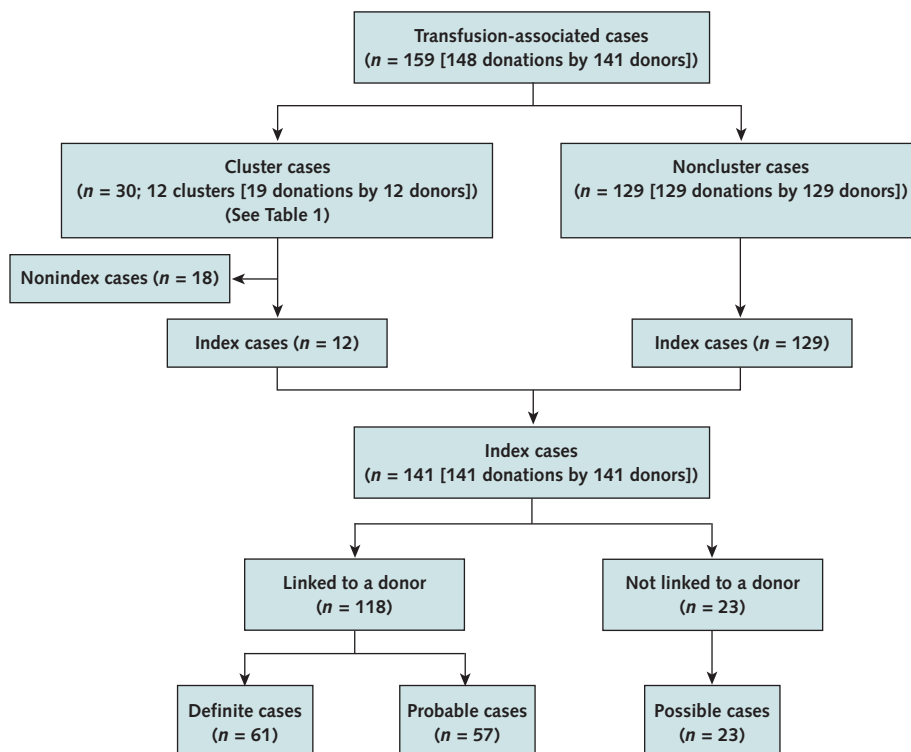 Transfusion-associated cases
(n = 159 [148 donations by 141 donors])
Cluster cases
(n = 30; 12 clusters [19 donations by 12 donors])
(See Table 1)
Noncluster cases
(n = 129 [129 donations by 129 donors])
Nonindex cases (n = 18)
Index cases (n = 12)
Index cases (n = 129)
Index cases
(n = 141 [141 donations by 141 donors])
Linked to a donor
(n = 118)
Not linked to a donor
(n = 23)
Definite cases
(n = 61)
Probable cases
(n = 57)
Possible cases
(n = 23)